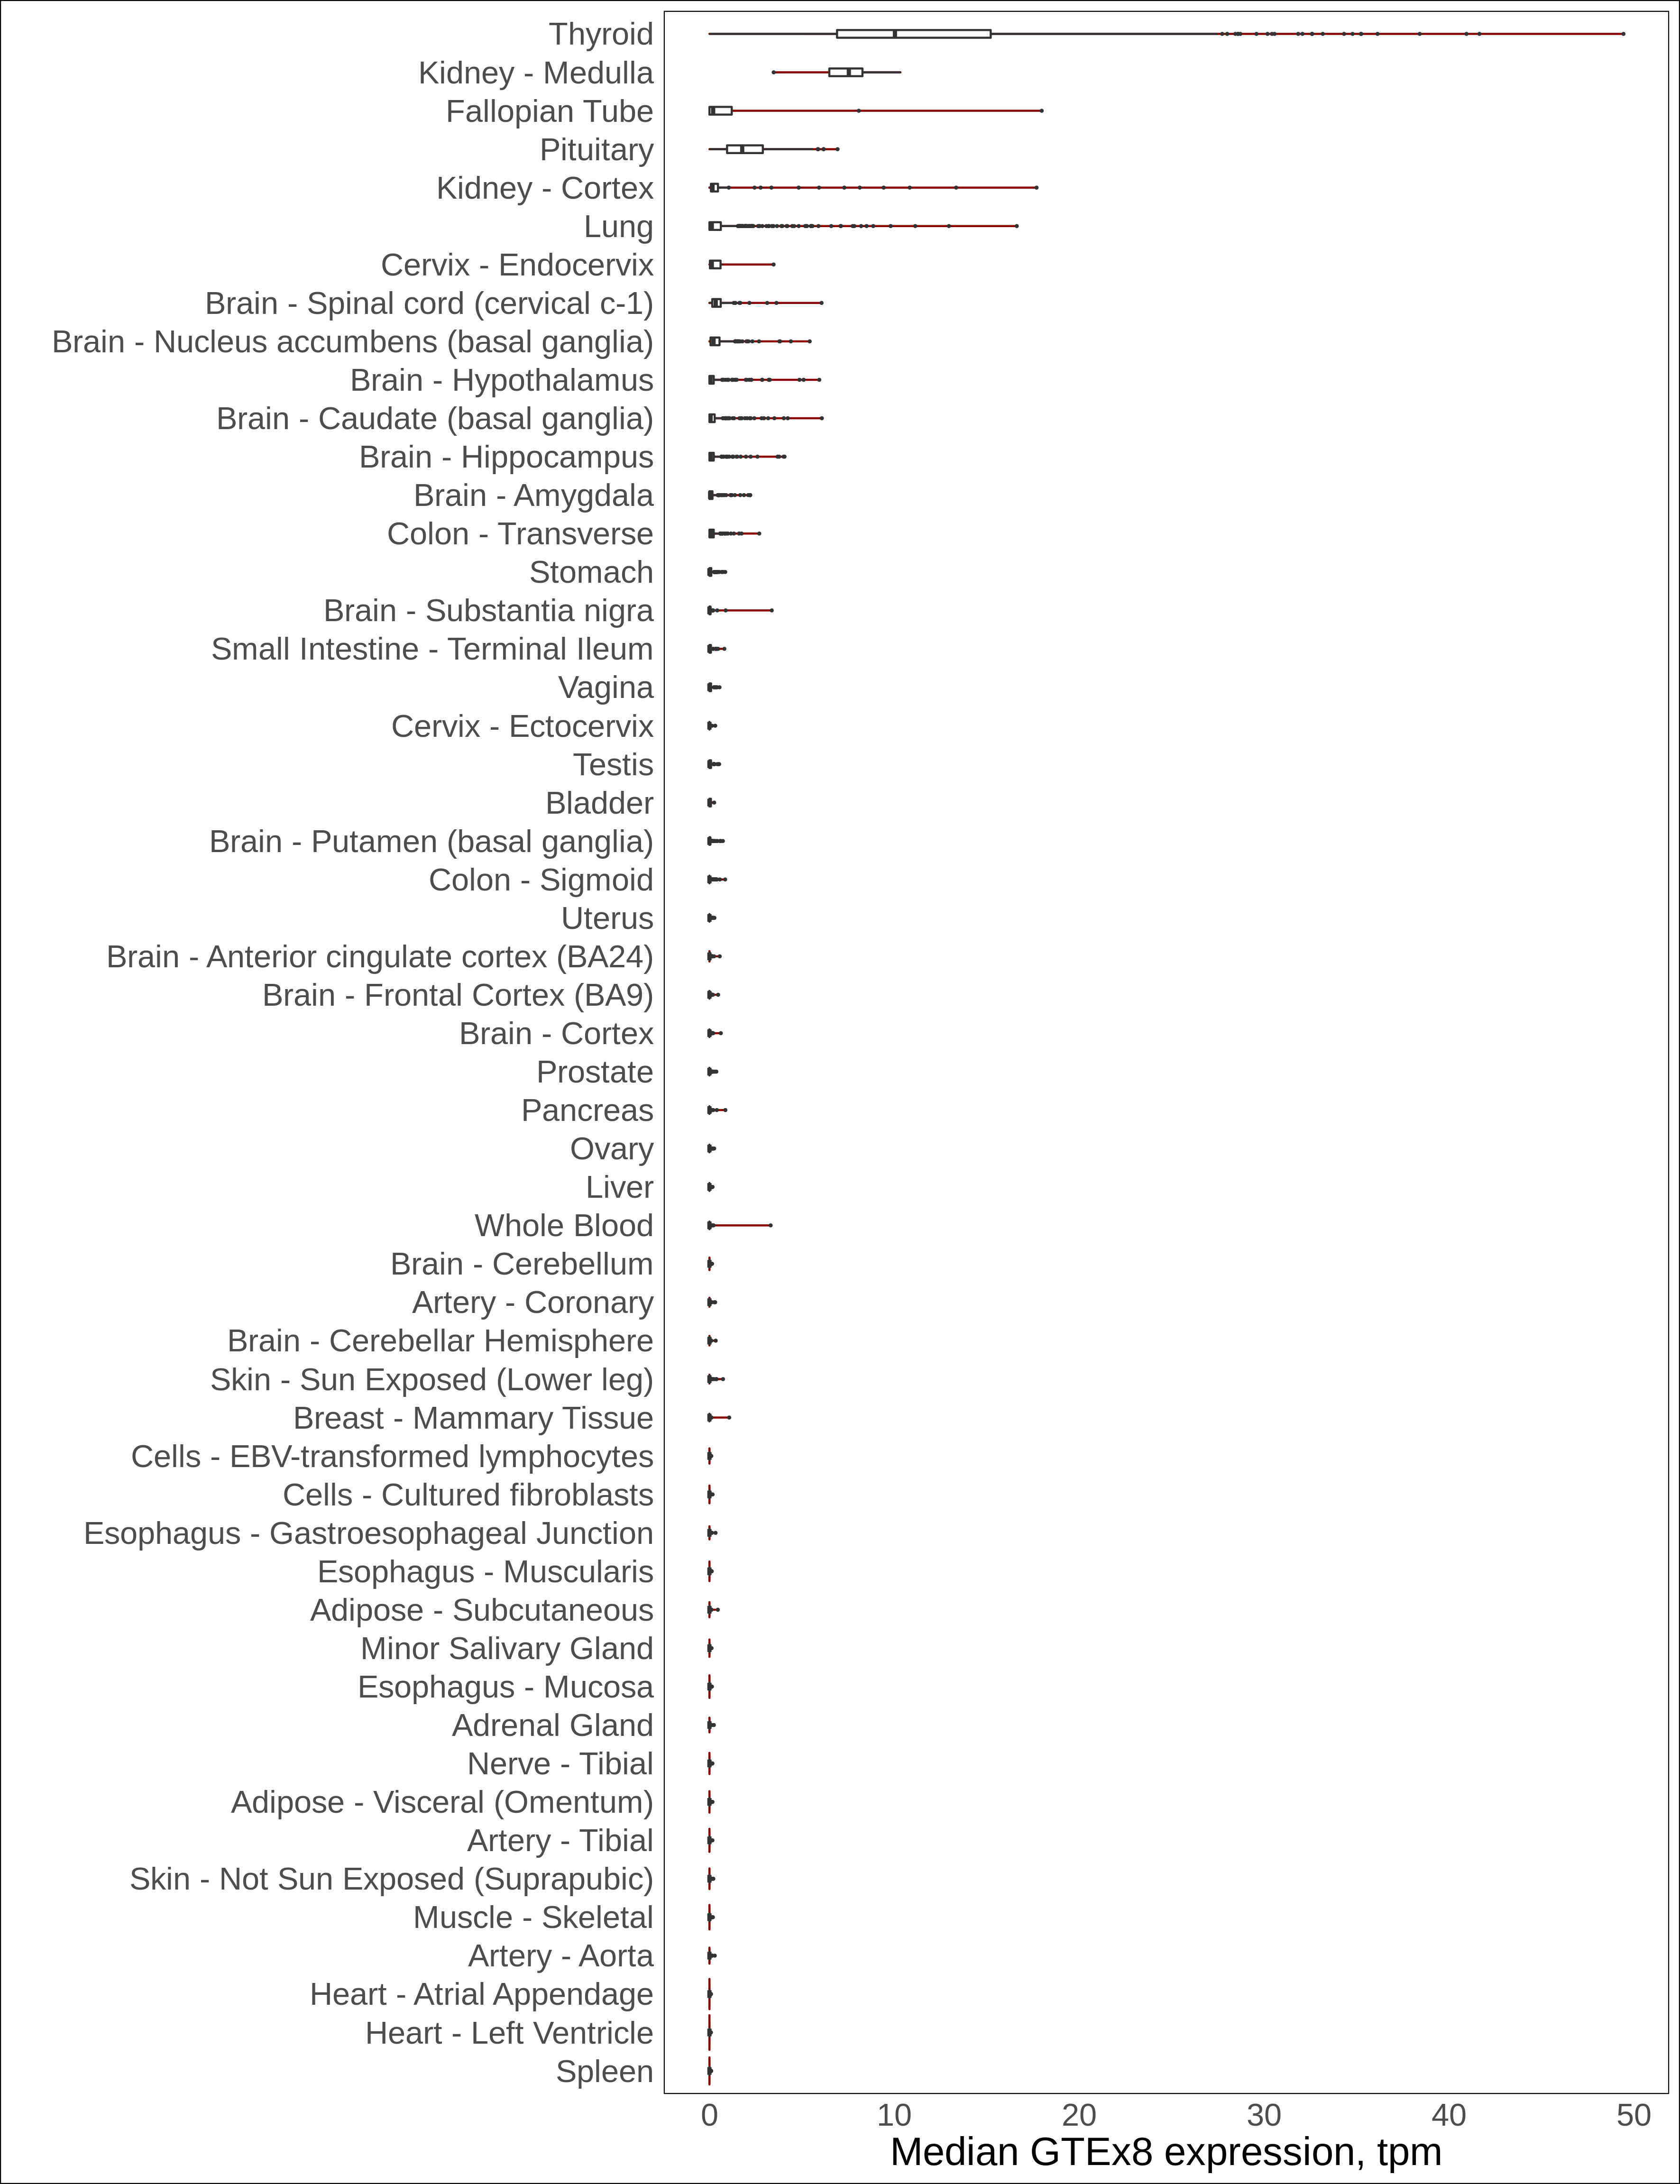 Thyroid
Kidney - Medulla
Fallopian Tube
Pituitary
Kidney - Cortex
Lung
Cervix - Endocervix
Brain - Spinal cord (cervical c-1)
Brain - Nucleus accumbens (basal ganglia)
Brain - Hypothalamus
Brain - Caudate (basal ganglia)
Brain - Hippocampus
Brain - Amygdala
Colon - Transverse
Stomach
Brain - Substantia nigra
Small Intestine - Terminal Ileum
Vagina
Cervix - Ectocervix
Testis
Bladder
Brain - Putamen (basal ganglia)
Colon - Sigmoid
Uterus
Brain - Anterior cingulate cortex (BA24)
Brain - Frontal Cortex (BA9)
Brain - Cortex
Prostate
Pancreas
Ovary
Liver
Whole Blood
Brain - Cerebellum
Artery - Coronary
Brain - Cerebellar Hemisphere
Skin - Sun Exposed (Lower leg)
Breast - Mammary Tissue
Cells - EBV-transformed lymphocytes
Cells - Cultured fibroblasts
Esophagus - Gastroesophageal Junction
Esophagus - Muscularis
Adipose - Subcutaneous
Minor Salivary Gland
Esophagus - Mucosa
Adrenal Gland
Nerve - Tibial
Adipose - Visceral (Omentum)
Artery - Tibial
Skin - Not Sun Exposed (Suprapubic)
Muscle - Skeletal
Artery - Aorta
Heart - Atrial Appendage
Heart - Left Ventricle
Spleen
0 10 20 30 40 50
Median GTEx8 expression, tpm